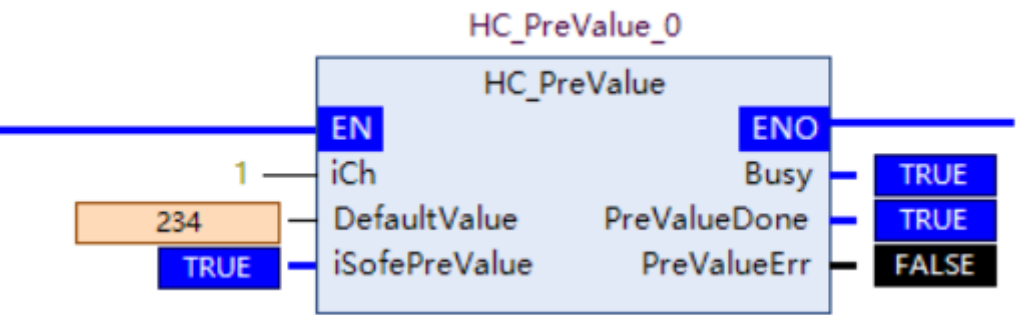 HC_PreValue_0
HC_PreValue
EN ENO
1 iCh Busy TRUE
234 DefaultValue PreValueDone TRUE
TRUE iSofePreValue PreValueErr FALSE